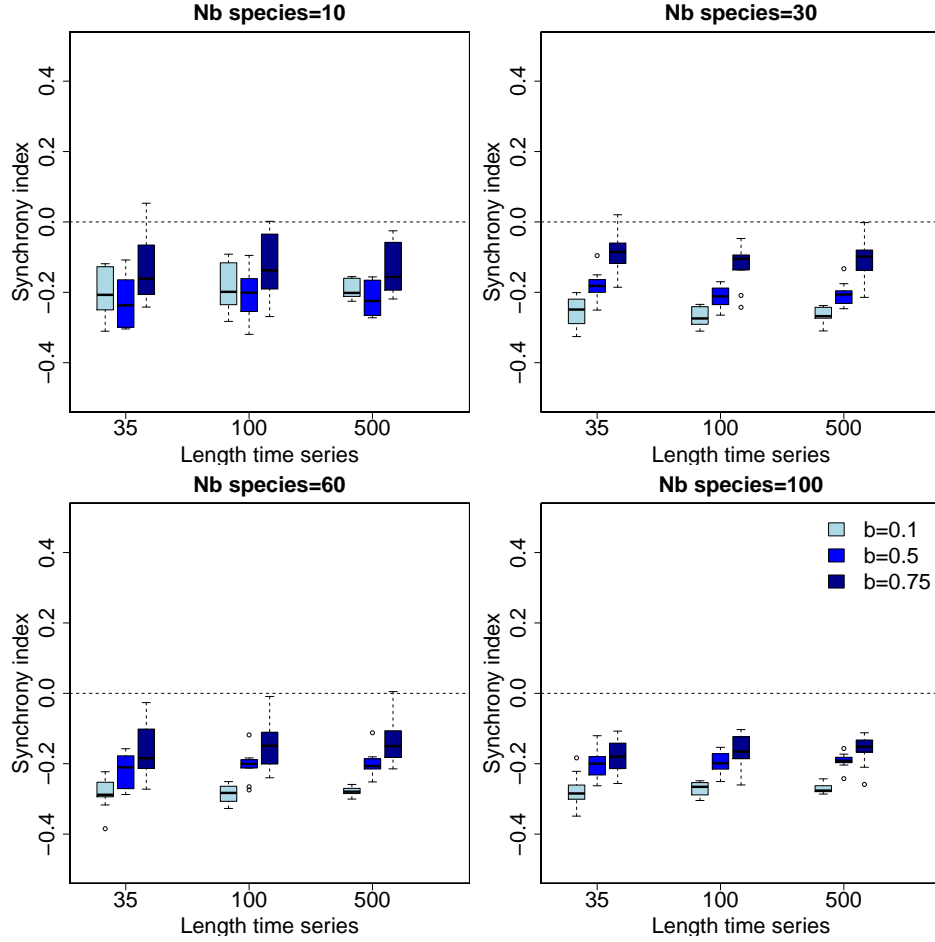 Nb species=10
Synchrony index
0.4
0.2
0.0
−0.2
−0.4
35 100 500
Length time series
Nb species=30
Synchrony index
0.4
0.2
0.0
−0.2
−0.4
35 100 500
Length time series
Nb species=60
Synchrony index
0.4
0.2
0.0
−0.2
−0.4
35 100 500
Length time series
Nb species=100
Synchrony index
0.4
0.2
0.0
−0.2
−0.4
b=0.1
b=0.5
b=0.75
35 100 500
Length time series